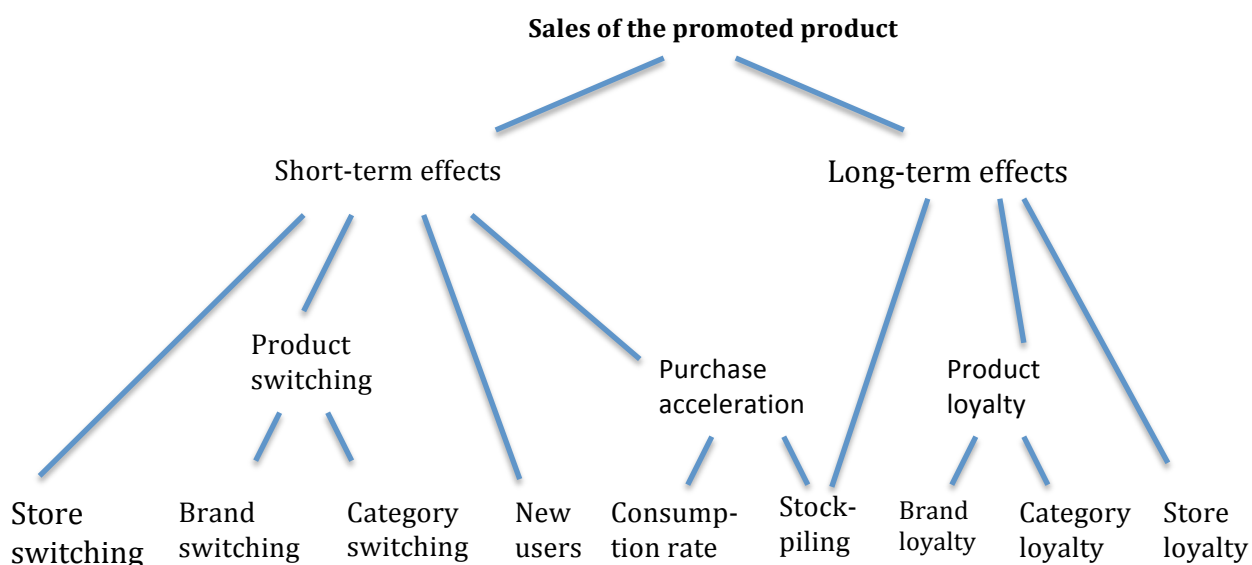 Sales of the promoted product
Short-term effects
Long-term effects
Product
switching
Purchase
acceleration
Product
loyalty
Store
switching
Brand
switching
Category
switching
New
users
Consump-
tion rate
Stock-
piling
Brand
loyalty
Category
loyalty
Store
loyalty